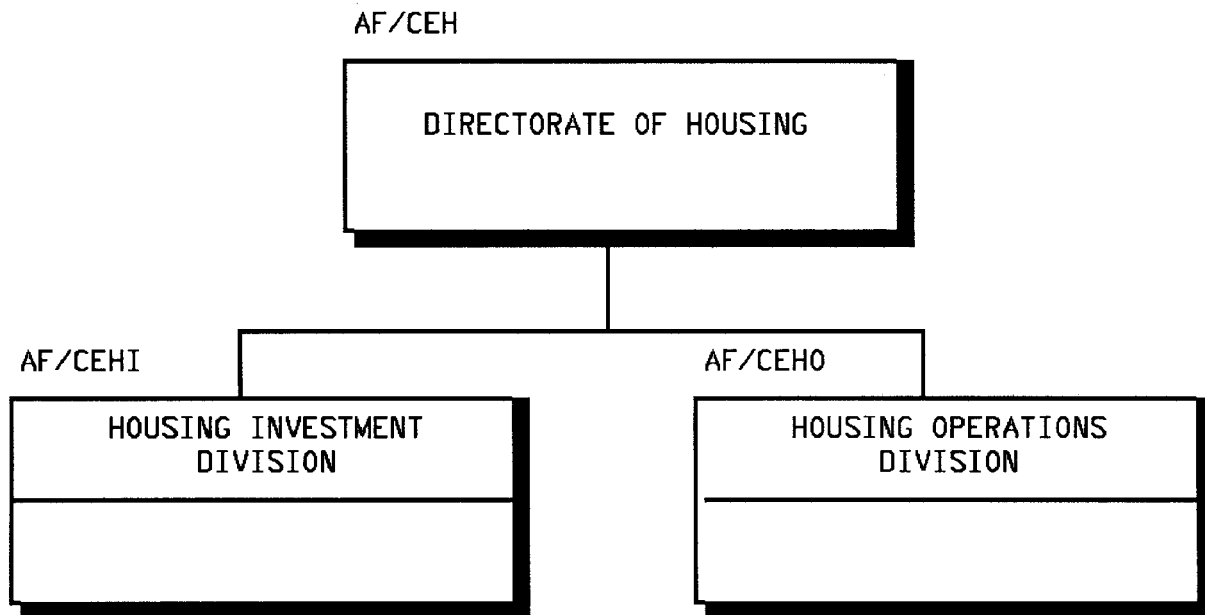 AF/CEH
DIRECTORATE OF HOUSING
AF/CEHI
HOUSING INVESTMENT
DIVISION
AF/CEHO
HOUSING OPERATIONS
DIVISION